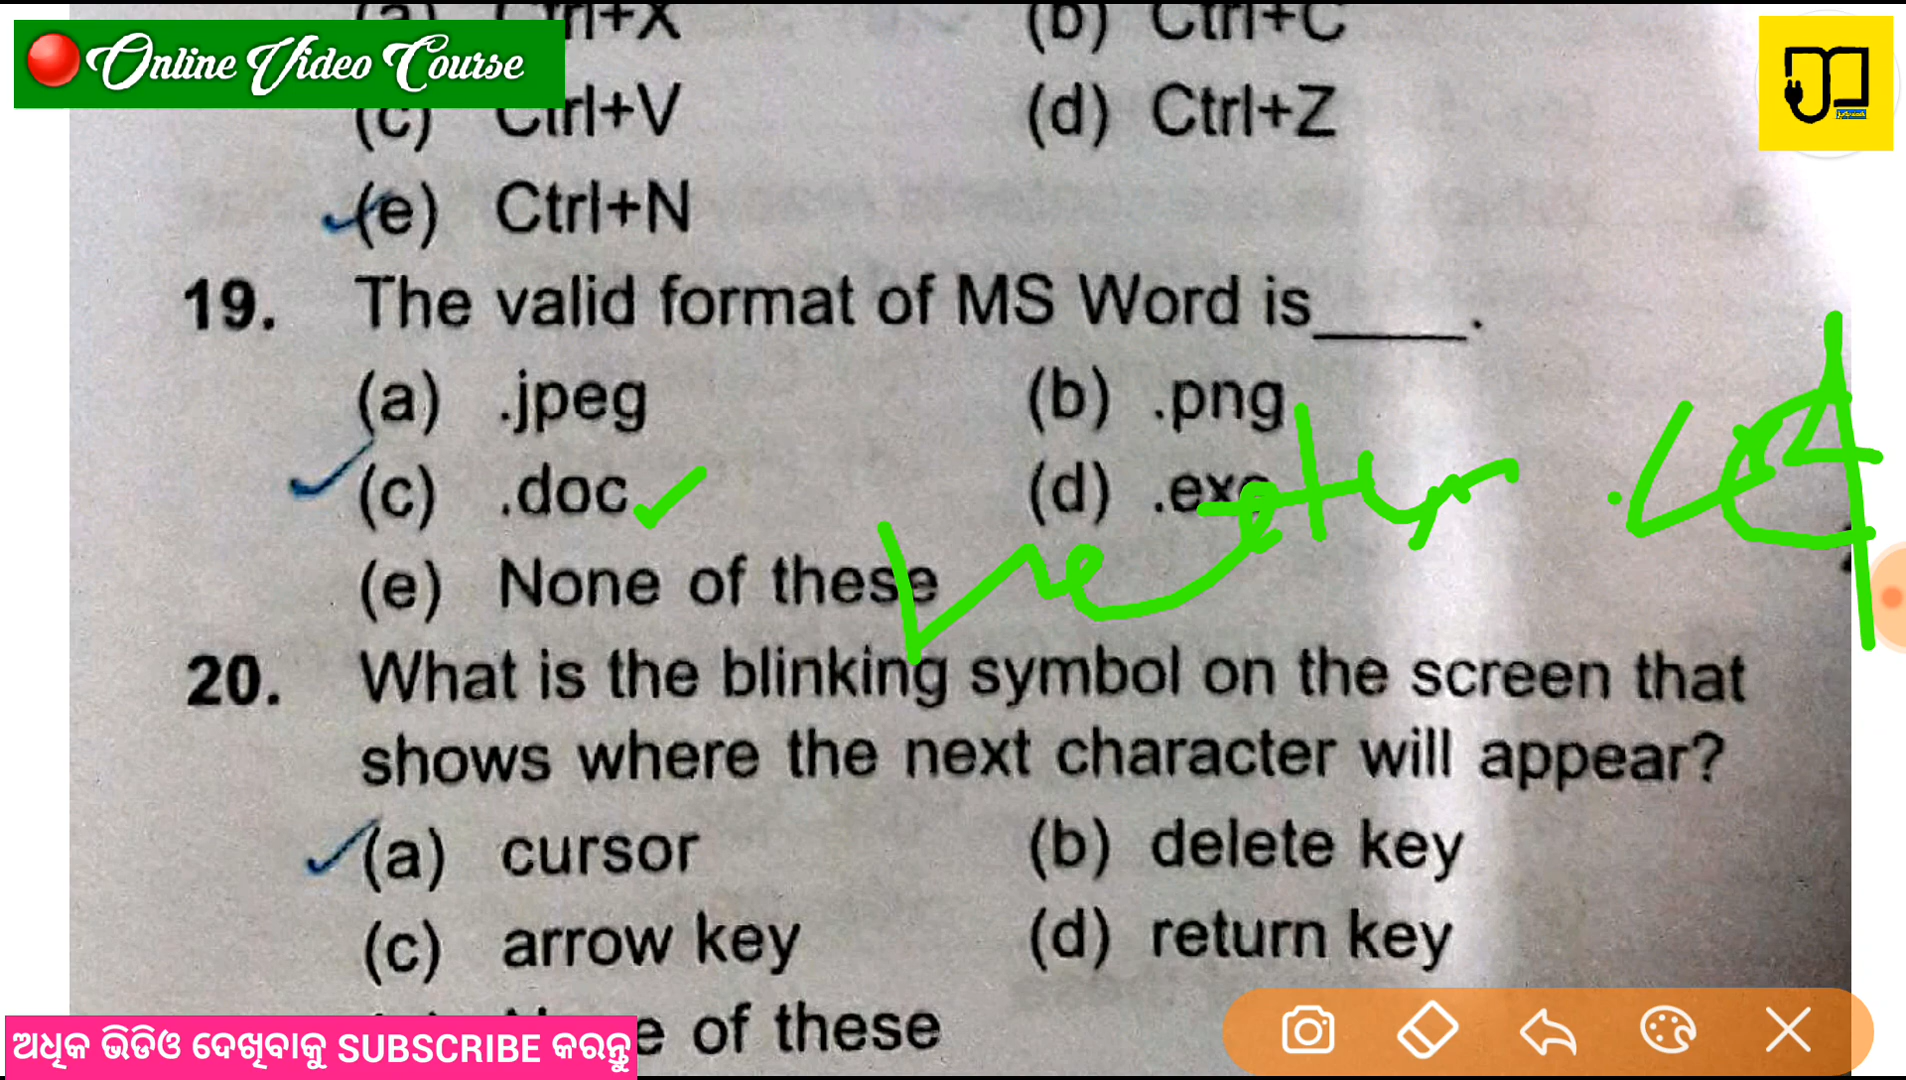 Online Video Course
(a) Ctrl+X (b) Ctrl+C
(c) Ctrl+V (d) Ctrl+Z
(e) Ctrl+N
19. The valid format of MS Word is_____.
(a) .jpeg (b) .png
(c) .doc (d) .exe
(e) None of these
20. What is the blinking symbol on the screen that
shows where the next character will appear?
(a) cursor (b) delete key
(c) arrow key (d) return key
e of these
ଅଧିକ ଭିଡିଓ ଦେଖିବାକୁ SUBSCRIBE କରନ୍ତୁ